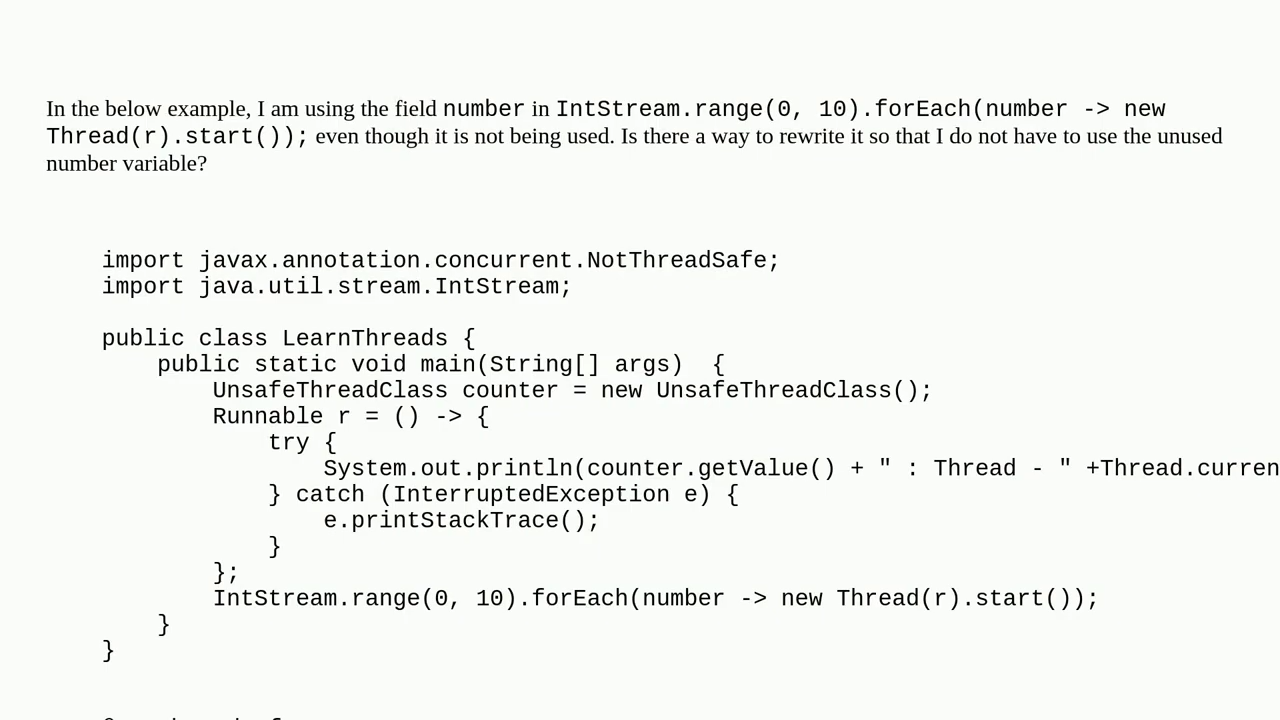 In the below example, I am using the field number in IntStream.range(0, 10).forEach(number -> new
Thread(r).start()); even though it is not being used. Is there a way to rewrite it so that I do not have to use the unused
number variable?
import javax.annotation.concurrent.NotThreadSafe;
import java.util.stream.IntStream;
public class LearnThreads {
    public static void main(String[] args)  {
        UnsafeThreadClass counter = new UnsafeThreadClass();
        Runnable r = () -> {
            try {
                System.out.println(counter.getValue() + " : Thread - " +Thread.curren
            } catch (InterruptedException e) {
                e.printStackTrace();
            }
        };
        IntStream.range(0, 10).forEach(number -> new Thread(r).start());
    }
}